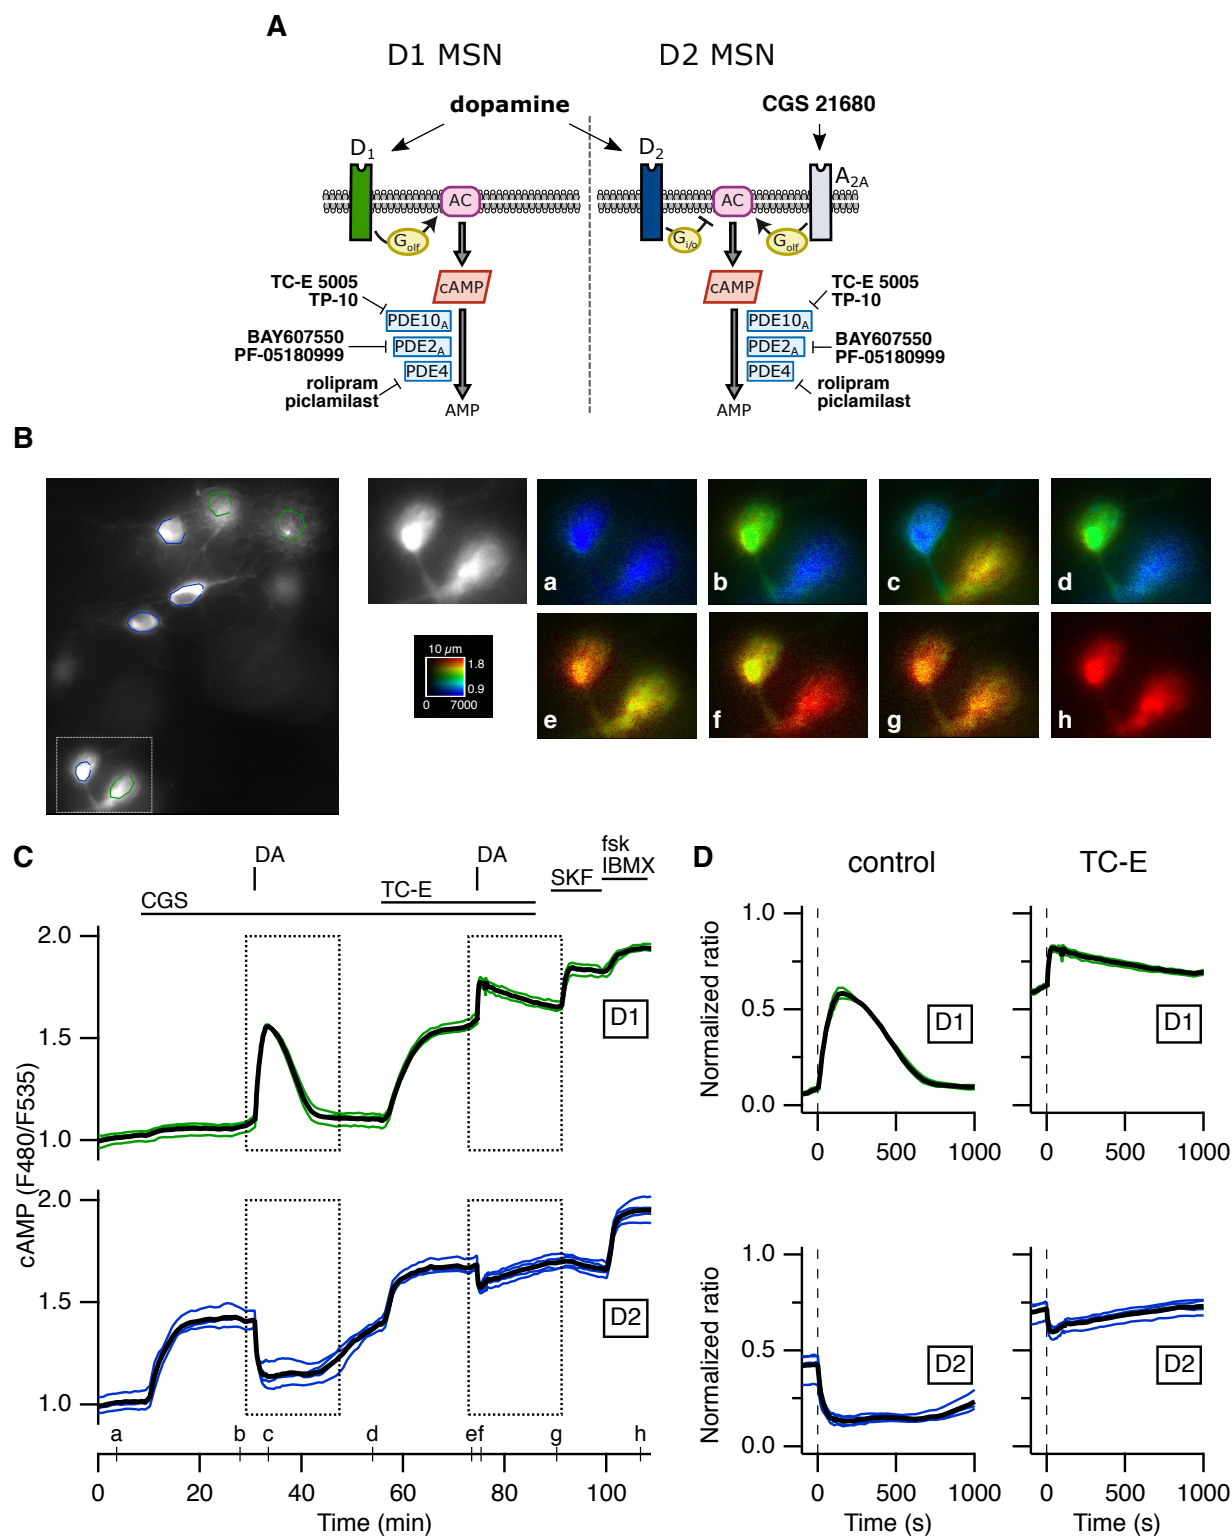 A
D1 MSN
D2 MSN
dopamine
CGS 21680
D1
D2
A2A
AC
AC
Golf
Gi/o
Golf
cAMP
cAMP
TC-E 5005
TP-10
PDE10A
BAY607550
PF-05180999
PDE2A
rolipram
piclamilast
PDE4
AMP
TC-E 5005
TP-10
PDE10A
BAY607550
PF-05180999
PDE2A
rolipram
piclamilast
PDE4
AMP
B
a
b
c
d
10 µm
1.8
0.9
0 7000
e
f
g
h
C
DA
DA
fsk
IBMX
SKF
TC-E
CGS
cAMP (F480/F535)
2.0
1.5
1.0
D1
2.0
1.5
1.0
D2
a b c d e f g h
0 20 40 60 80 100
Time (min)
D
control
TC-E
Normalized ratio
1.0
0.5
0.0
D1
D1
0 500 1000
0 500 1000
Normalized ratio
1.0
0.5
0.0
D2
D2
0 500 1000
0 500 1000
Time (s)
Time (s)